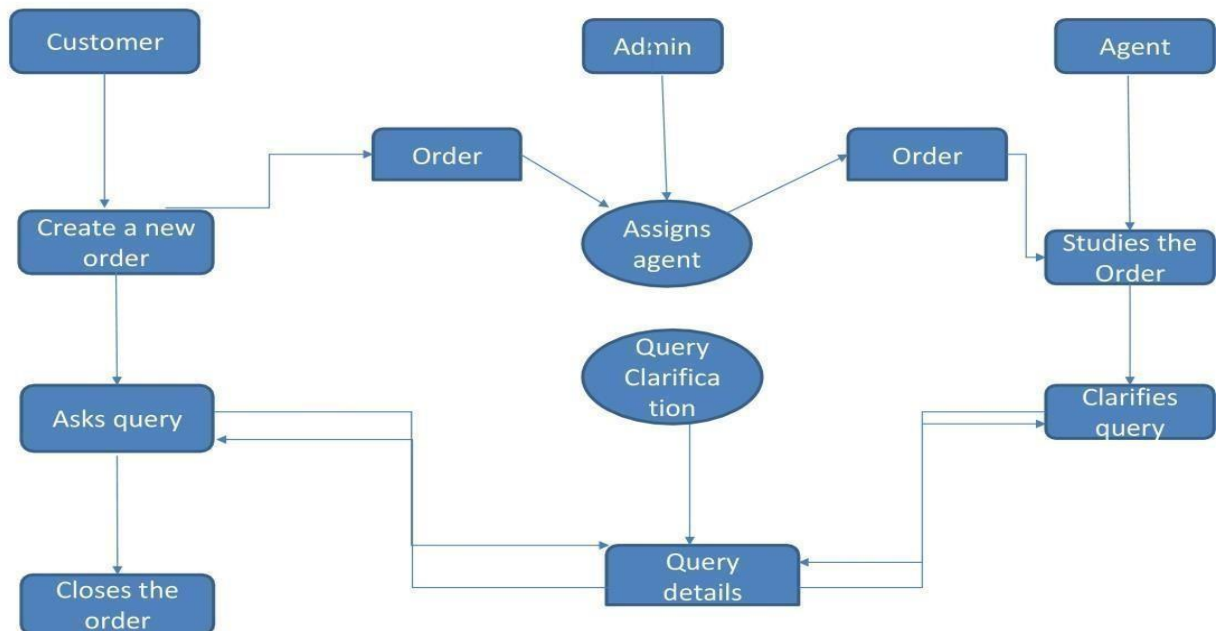 Customer
Admin
Agent
Order
Order
Create a new
order
Assigns
agent
Studies the
Order
Query
Clarifica
tion
Asks query
Clarifies
query
Query
details
Closes the
order